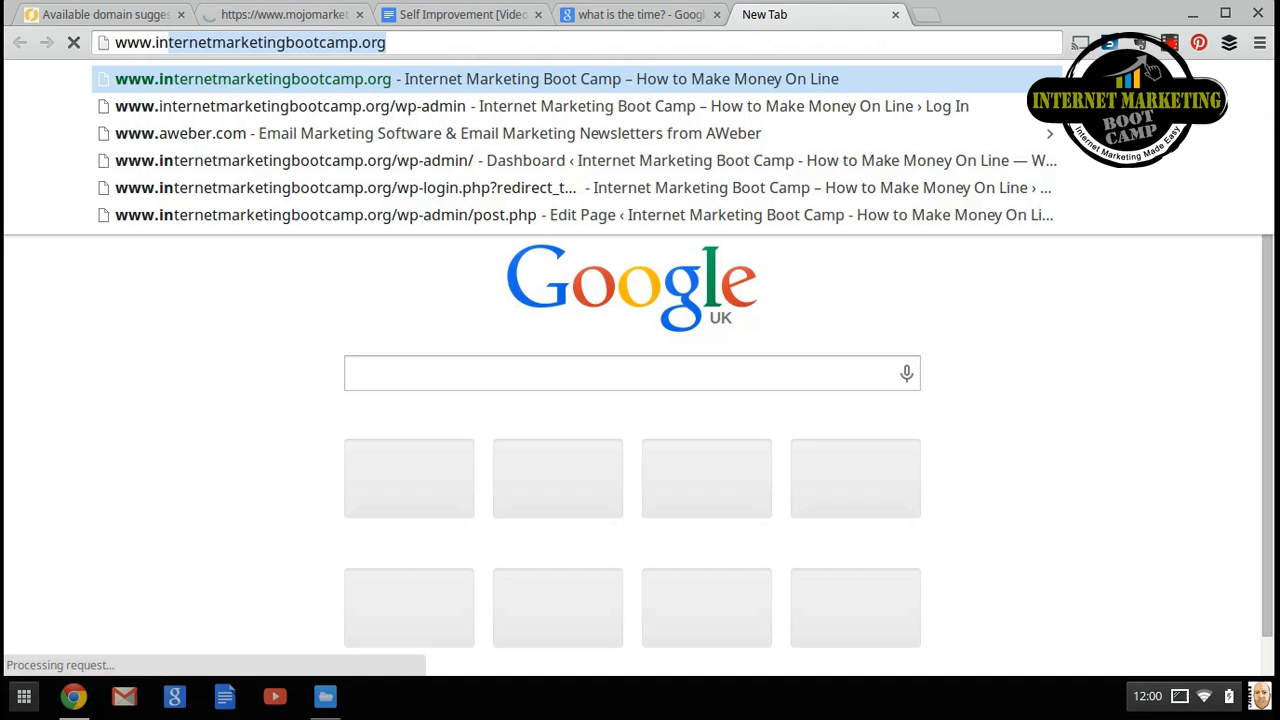 Available domain sugges
https://www.mojomarket
Self Improvement [Video
what is the time? - Goog
New Tab
www.internetmarketingbootcamp.org
www.internetmarketingbootcamp.org - Internet Marketing Boot Camp – How to Make Money On Line
www.internetmarketingbootcamp.org/wp-admin - Internet Marketing Boot Camp – How to Make Money On Line › Log In
www.aweber.com - Email Marketing Software & Email Marketing Newsletters from AWeber
www.internetmarketingbootcamp.org/wp-admin/ - Dashboard ‹ Internet Marketing Boot Camp - How to Make Money On Line — W...
www.internetmarketingbootcamp.org/wp-login.php?redirect_t... - Internet Marketing Boot Camp – How to Make Money On Line › ...
www.internetmarketingbootcamp.org/wp-admin/post.php - Edit Page ‹ Internet Marketing Boot Camp - How to Make Money On Li...
INTERNET MARKETING
BOOT
CAMP
Internet Marketing Made Easy
Google
UK
Processing request...
12:00